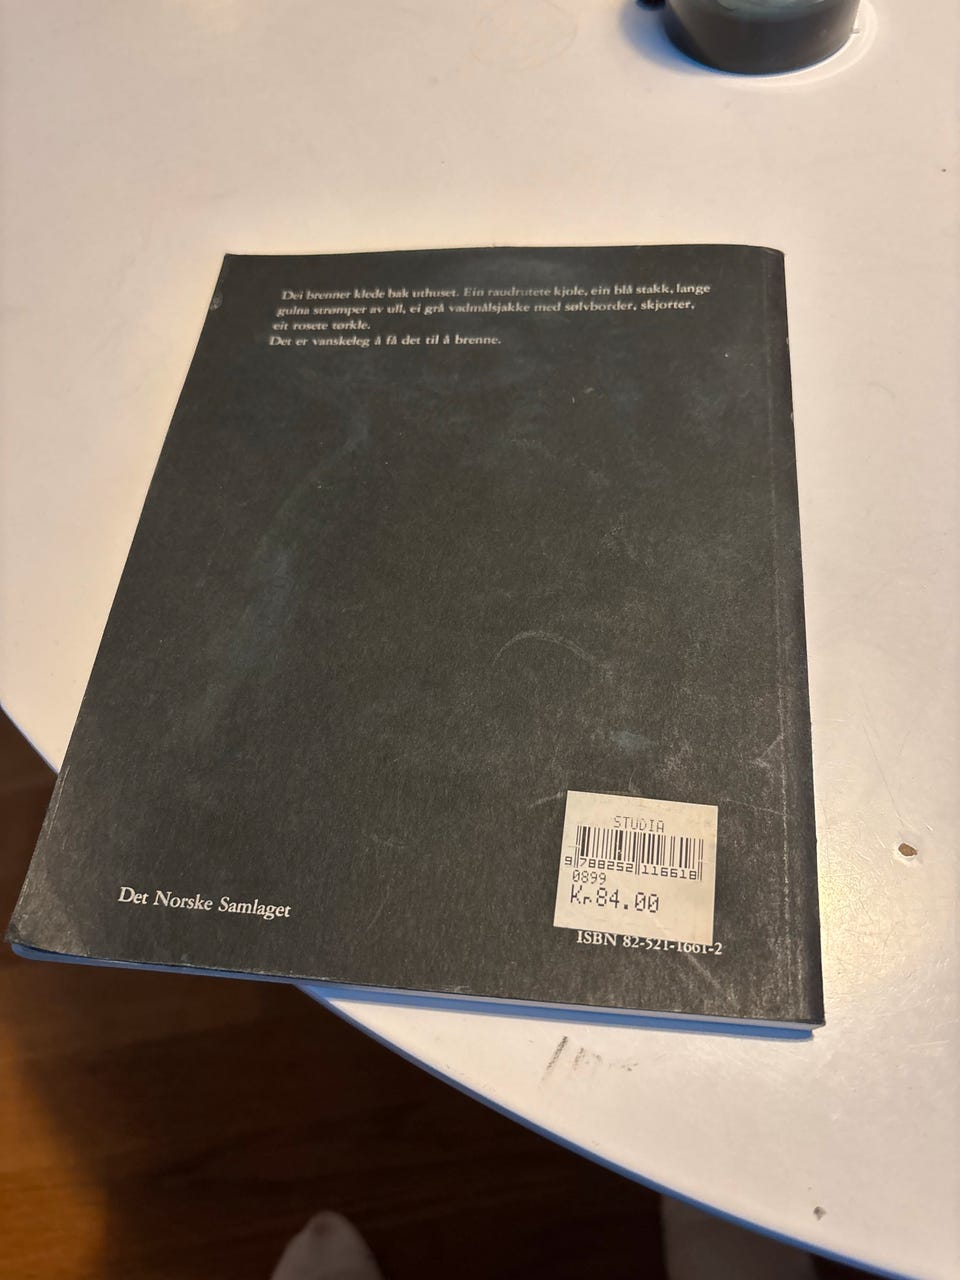 Dei brenner klede bak uthuset. Ein raudrutete kjole, ein blå stakk, lange
gulna strømper av ull, ei grå vadmålsjakke med sølvborder, skjorter,
eit rosete tørkle.
Det er vanskeleg å få det til å brenne.
STUDIA
9 788252 116618
0899
Kr84.00
Det Norske Samlaget
ISBN 82-521-1661-2